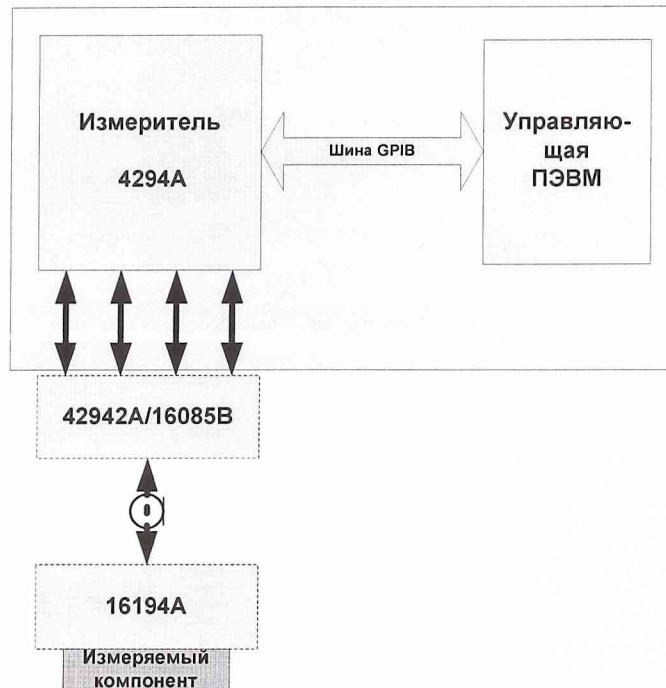 Измеритель
4294A
Шина GPIB
Управляю-
щая
ПЭВМ
42942A/16085B
16194A
Измеряемый
компонент